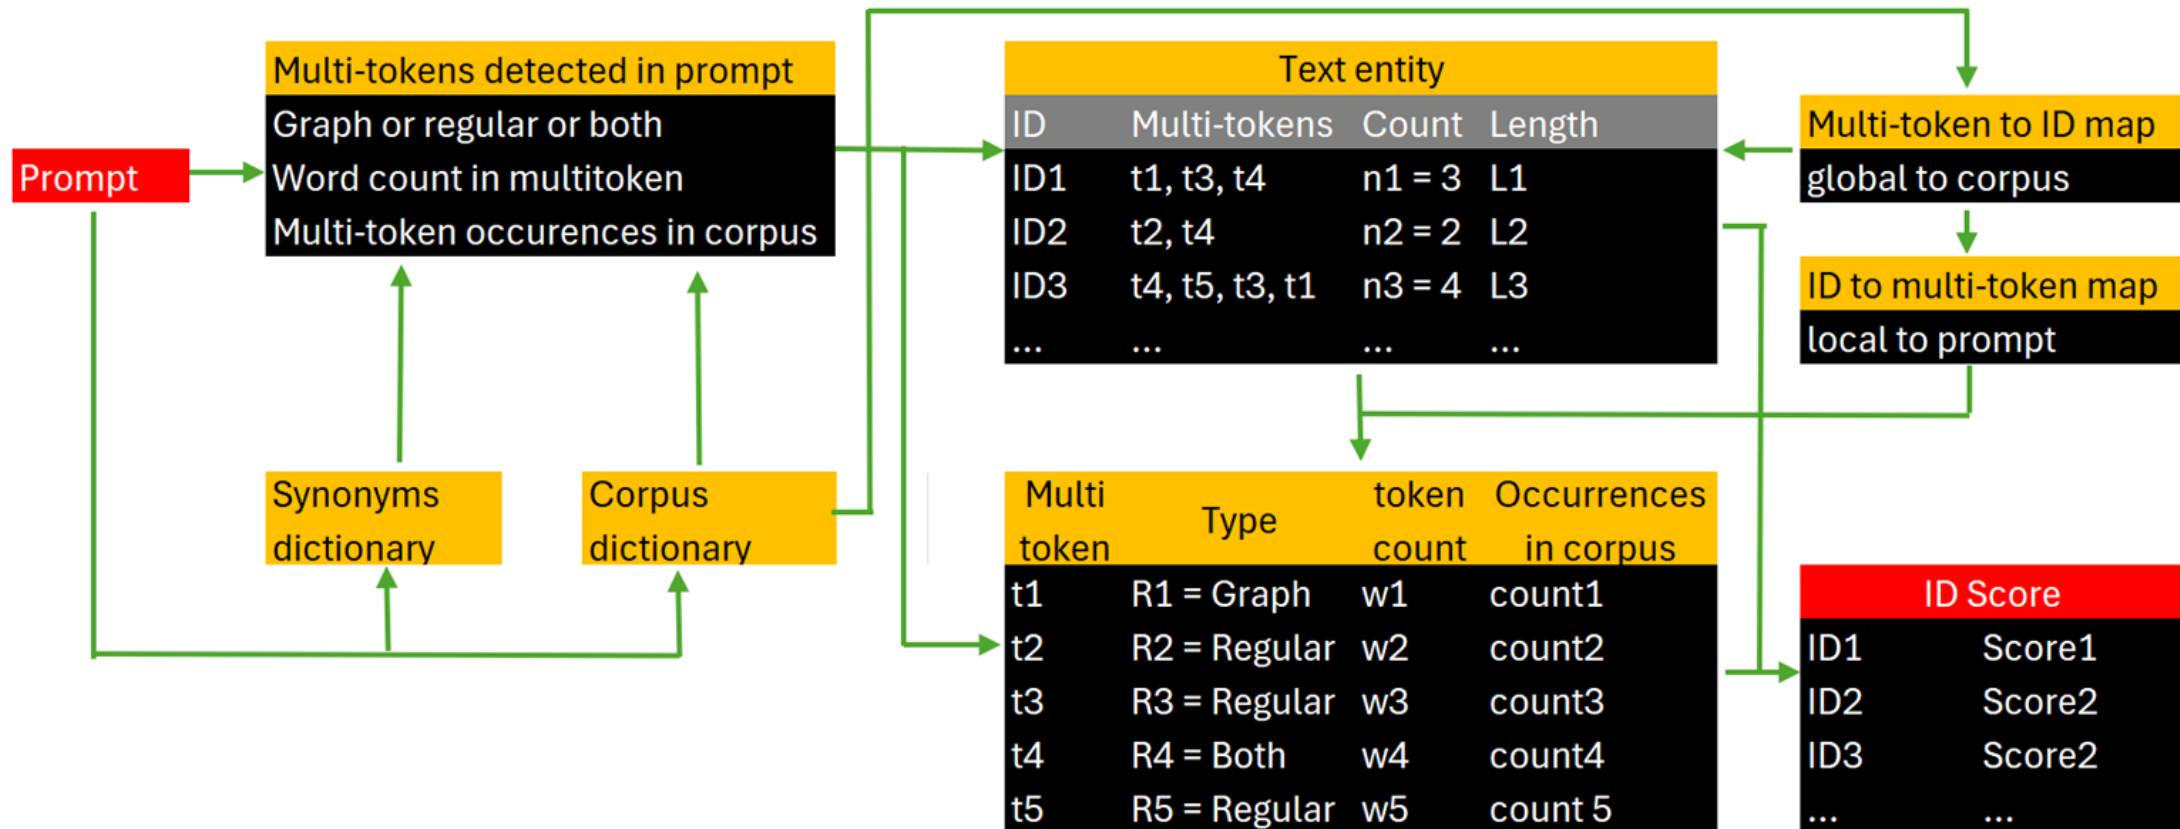 Prompt
Multi-tokens detected in prompt
Graph or regular or both
Word count in multitoken
Multi-token occurences in corpus
Synonyms
dictionary
Corpus
dictionary
Text entity
ID Multi-tokens Count Length
ID1 t1, t3, t4 n1 = 3 L1
ID2 t2, t4 n2 = 2 L2
ID3 t4, t5, t3, t1 n3 = 4 L3
... ... ... ...
Multi-token to ID map
global to corpus
ID to multi-token map
local to prompt
Multi token Occurrences
Type
token count in corpus
t1 R1 = Graph w1 count1
t2 R2 = Regular w2 count2
t3 R3 = Regular w3 count3
t4 R4 = Both w4 count4
t5 R5 = Regular w5 count 5
ID Score
ID1 Score1
ID2 Score2
ID3 Score2
... ...